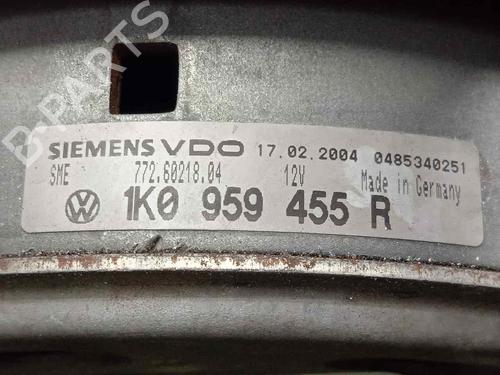 SIEMENS VDO 17.02.2004 0485340251
SME 772.60218.04 12V Made in Germany
1K0 959 455 R
B-PARTS